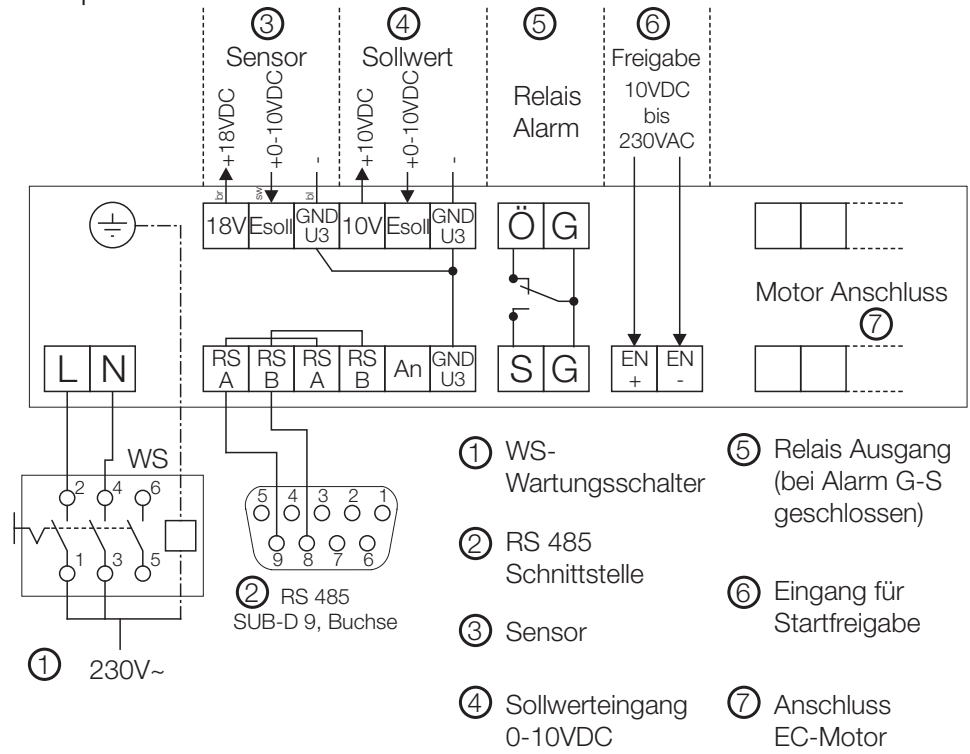 ③ ④ ⑤ ⑥
Sensor Sollwert Freigabe
+18VDC +0-10VDC - +10VDC +0-10VDC -
Relais
Alarm
10VDC
bis
230VAC
br sw bl
18V Esoll GND U3 10V Esoll GND U3 Ö G
Motor Anschluss
⑦
L N RS A RS B RS A RS B An GND U3 S G EN + EN -
WS
2 4 6
1 3 5
5 4 3 2 1
9 8 7 6
② RS 485
SUB-D 9, Buchse
① 230V~
① WS-
Wartungsschalter
② RS 485
Schnittstelle
③ Sensor
④ Sollwerteingang
0-10VDC
⑤ Relais Ausgang
(bei Alarm G-S
geschlossen)
⑥ Eingang für
Startfreigabe
⑦ Anschluss
EC-Motor